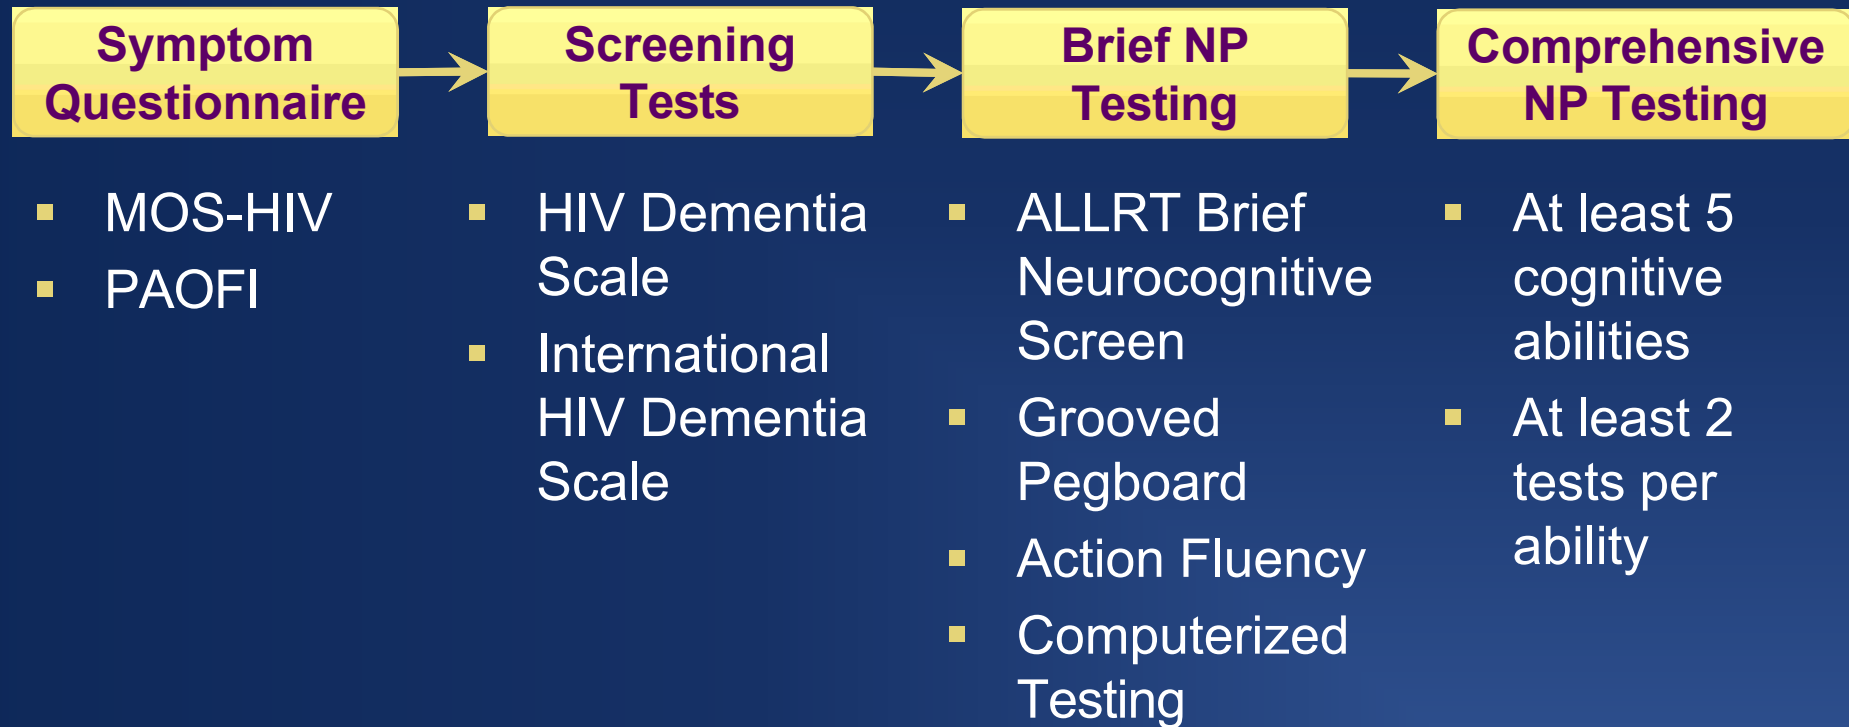 Symptom
Questionnaire
Screening
Tests
Brief NP
Testing
Comprehensive
NP Testing
▪ MOS-HIV
▪ PAOFI
▪ HIV Dementia
Scale
▪ International
HIV Dementia
Scale
▪ ALLRT Brief
Neurocognitive
Screen
▪ Grooved
Pegboard
▪ Action Fluency
▪ Computerized
Testing
▪ At least 5
cognitive
abilities
▪ At least 2
tests per
ability